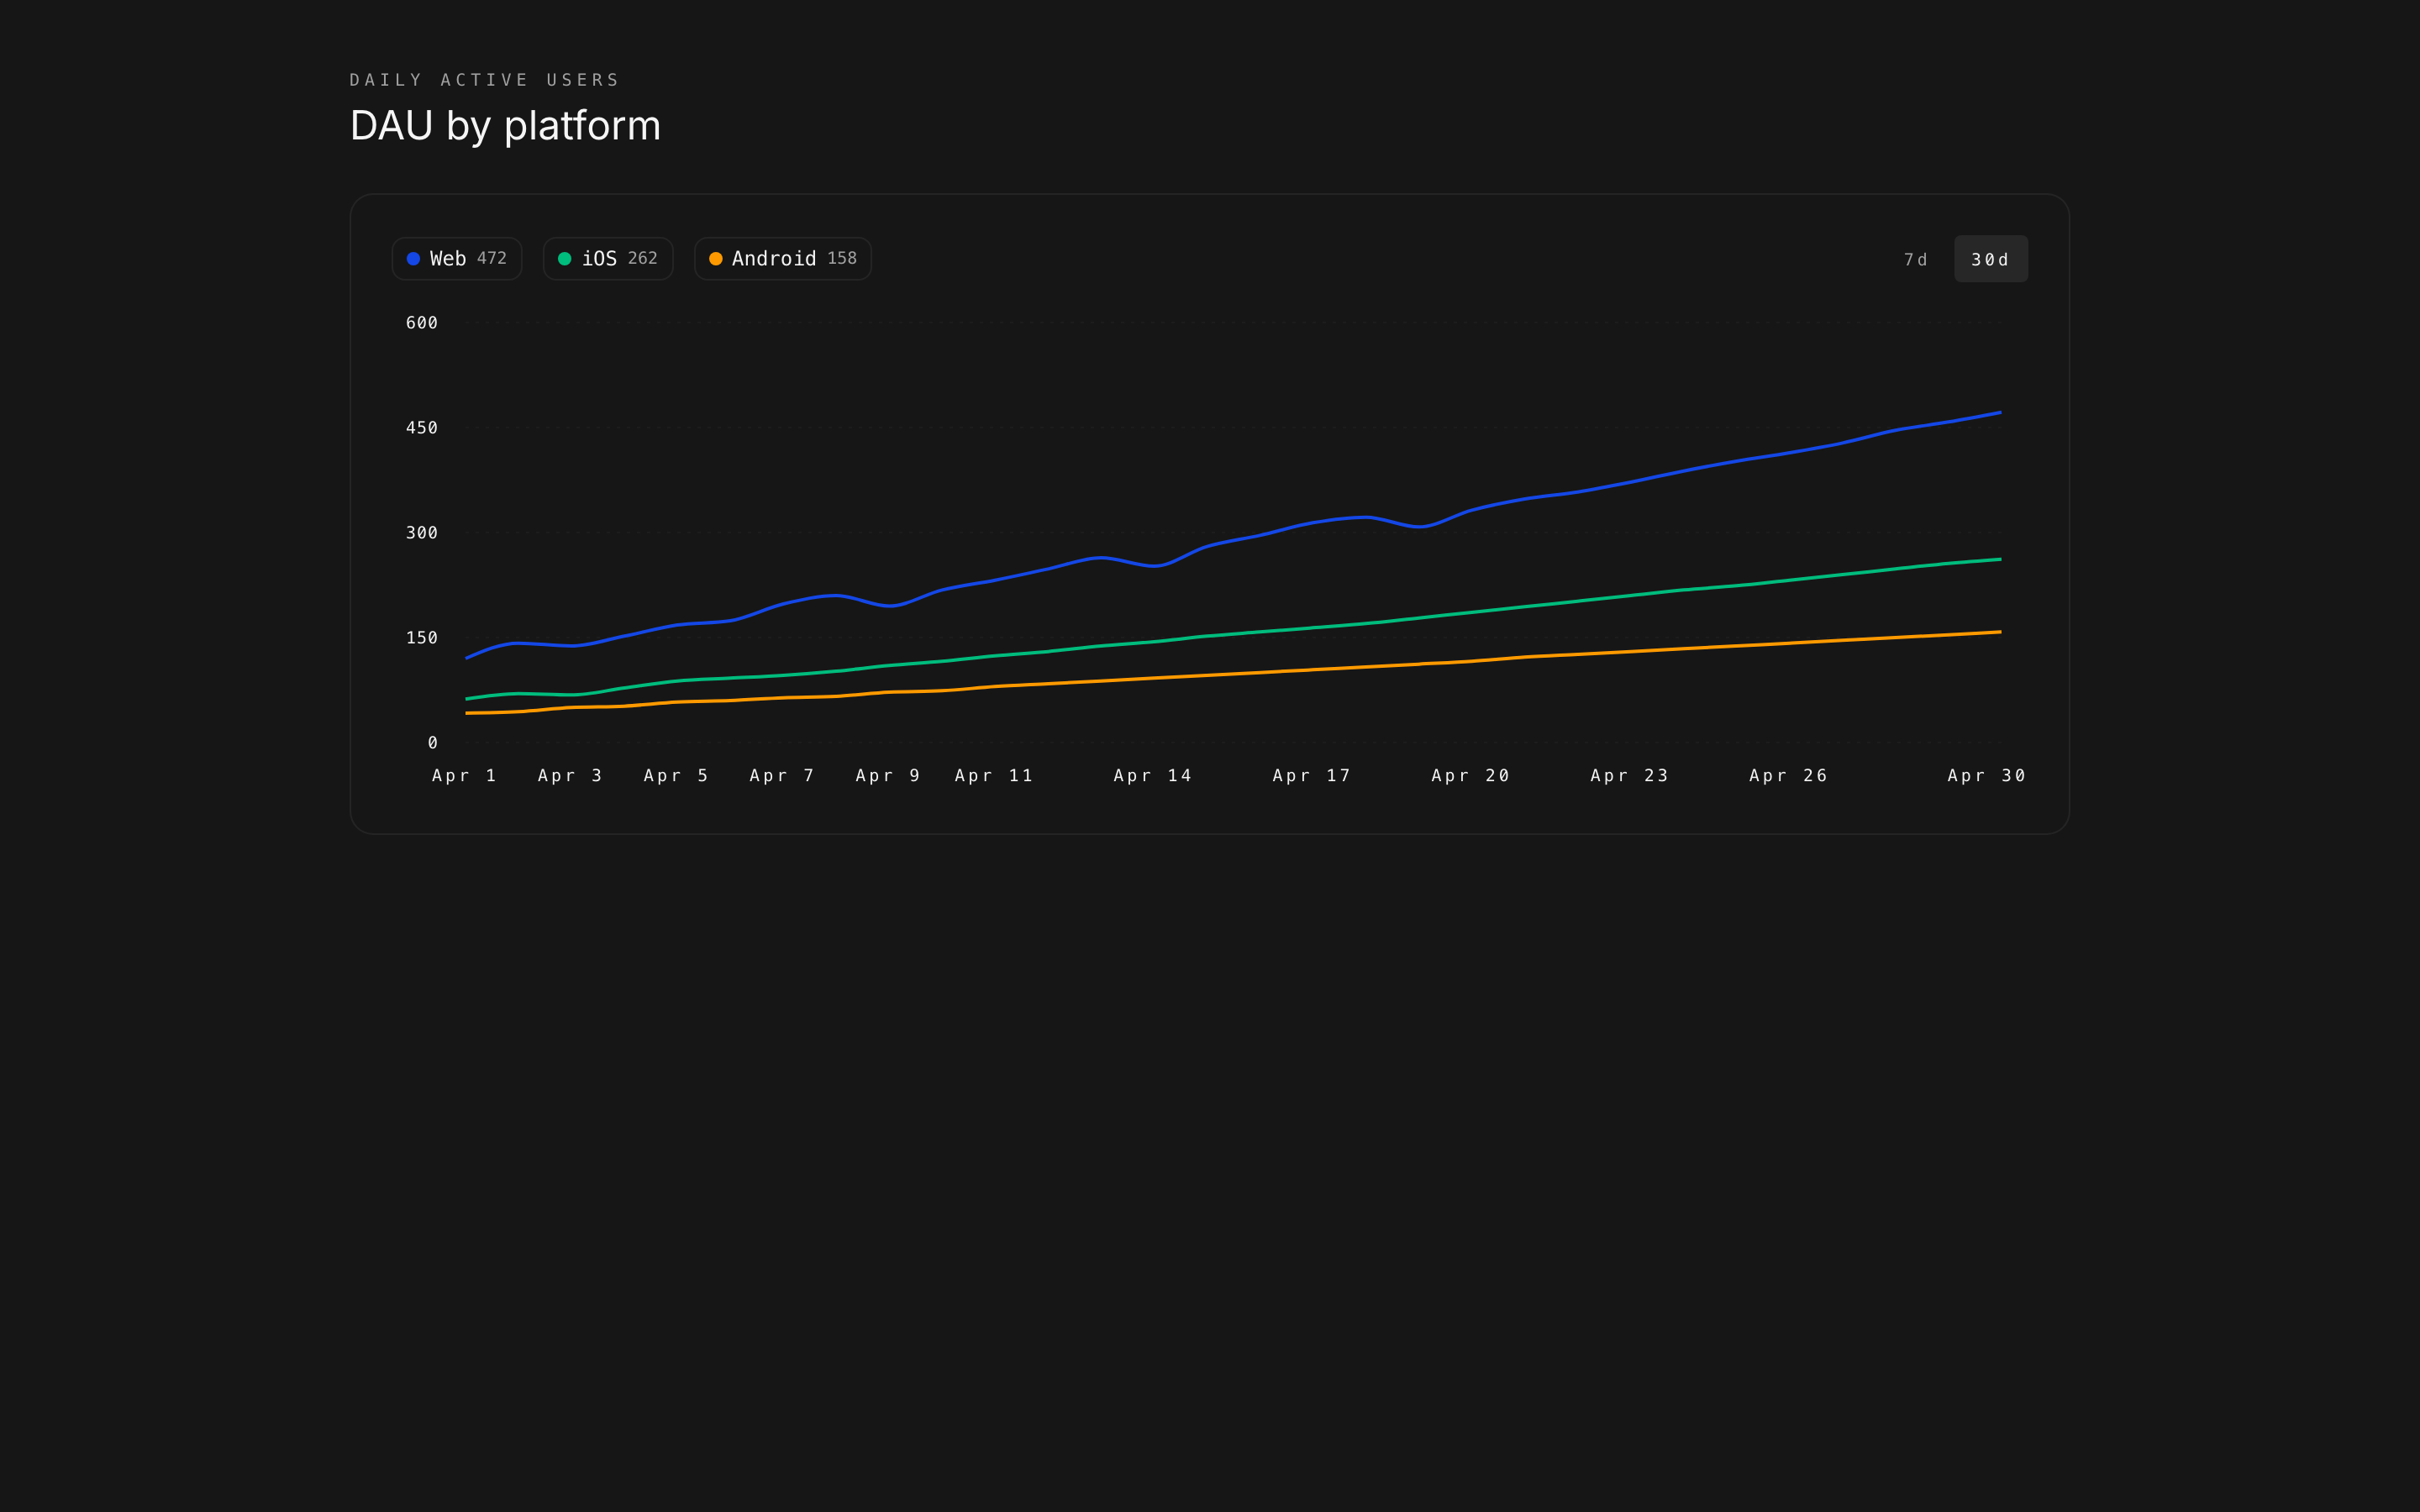 DAILY ACTIVE USERS
DAU by platform
Web 472 iOS 262 Android 158 7d 30d
600
450
300
150
0
Apr 1 Apr 3 Apr 5 Apr 7 Apr 9 Apr 11 Apr 14 Apr 17 Apr 20 Apr 23 Apr 26 Apr 30